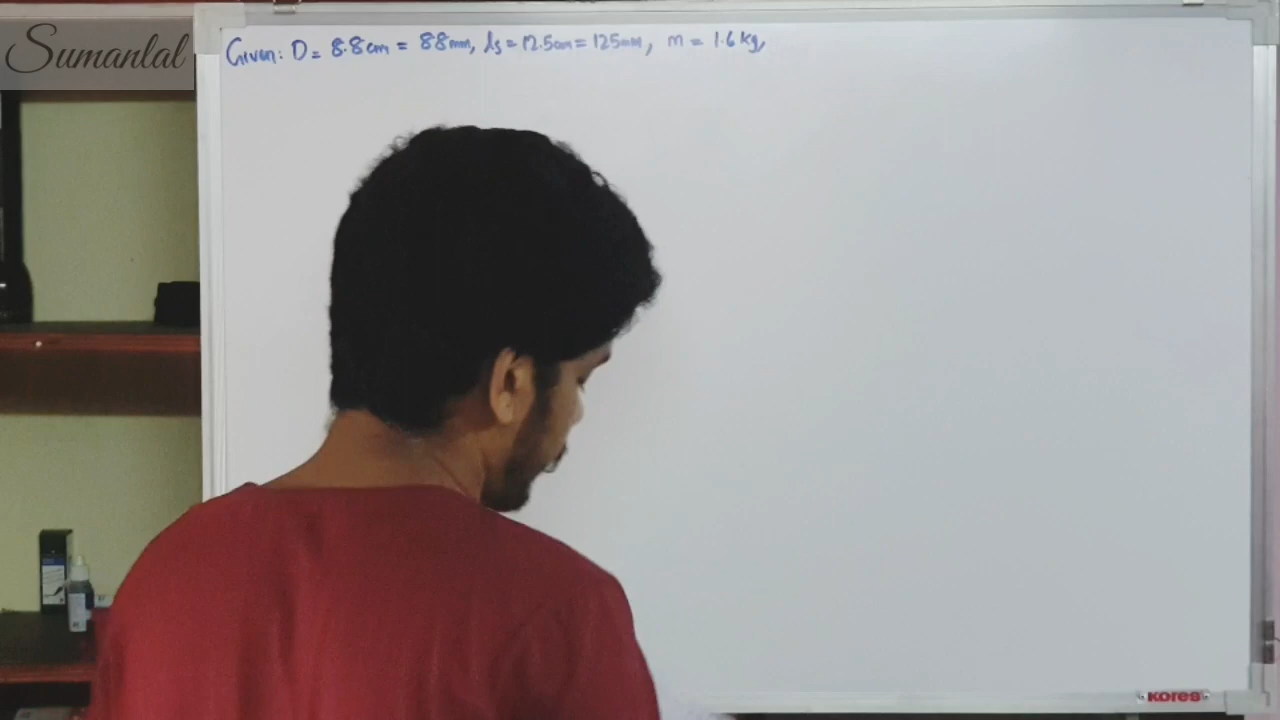 Sumanlal
Given: D = 8.8cm = 88mm, ls = 12.5cm = 125mm, m = 1.6 kg,
KORES